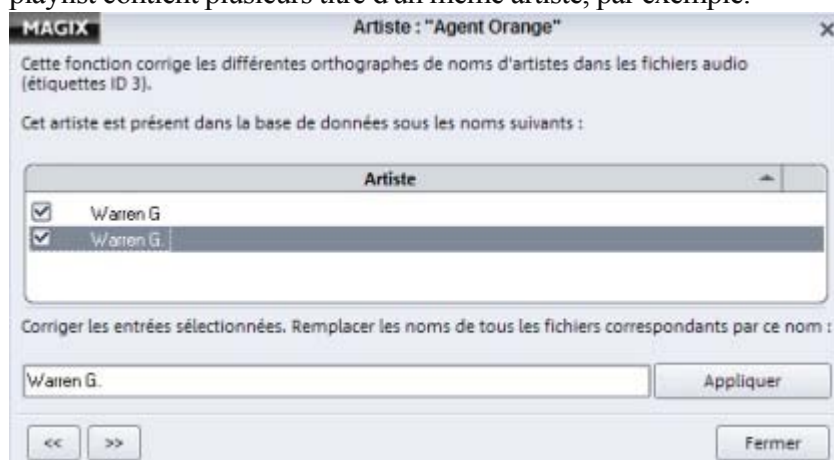 playlist contient plusieurs titre d'un même artiste, par exemple.
MAGIX Artiste : "Agent Orange"
Cette fonction corrige les différentes orthographes de noms d'artistes dans les fichiers audio
(étiquettes ID 3).
Cet artiste est présent dans la base de données sous les noms suivants :
Artiste
Warren G
Warren G.
Corriger les entrées sélectionnées. Remplacer les noms de tous les fichiers correspondants par ce nom :
Warren G. Appliquer
<< >> Fermer